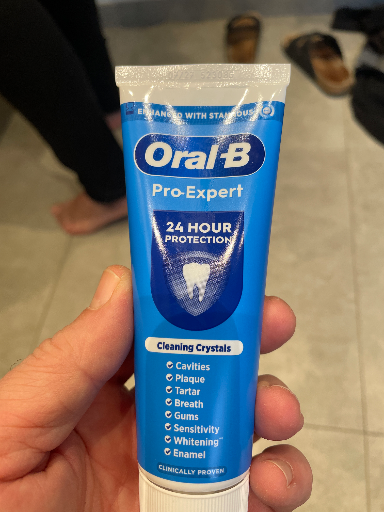 ENHANCED WITH STANNOUS
Oral-B
Pro-Expert
24 HOUR
PROTECTION
Cleaning Crystals
Cavities
Plaque
Tartar
Breath
Gums
Sensitivity
Whitening
Enamel
CLINICALLY PROVEN